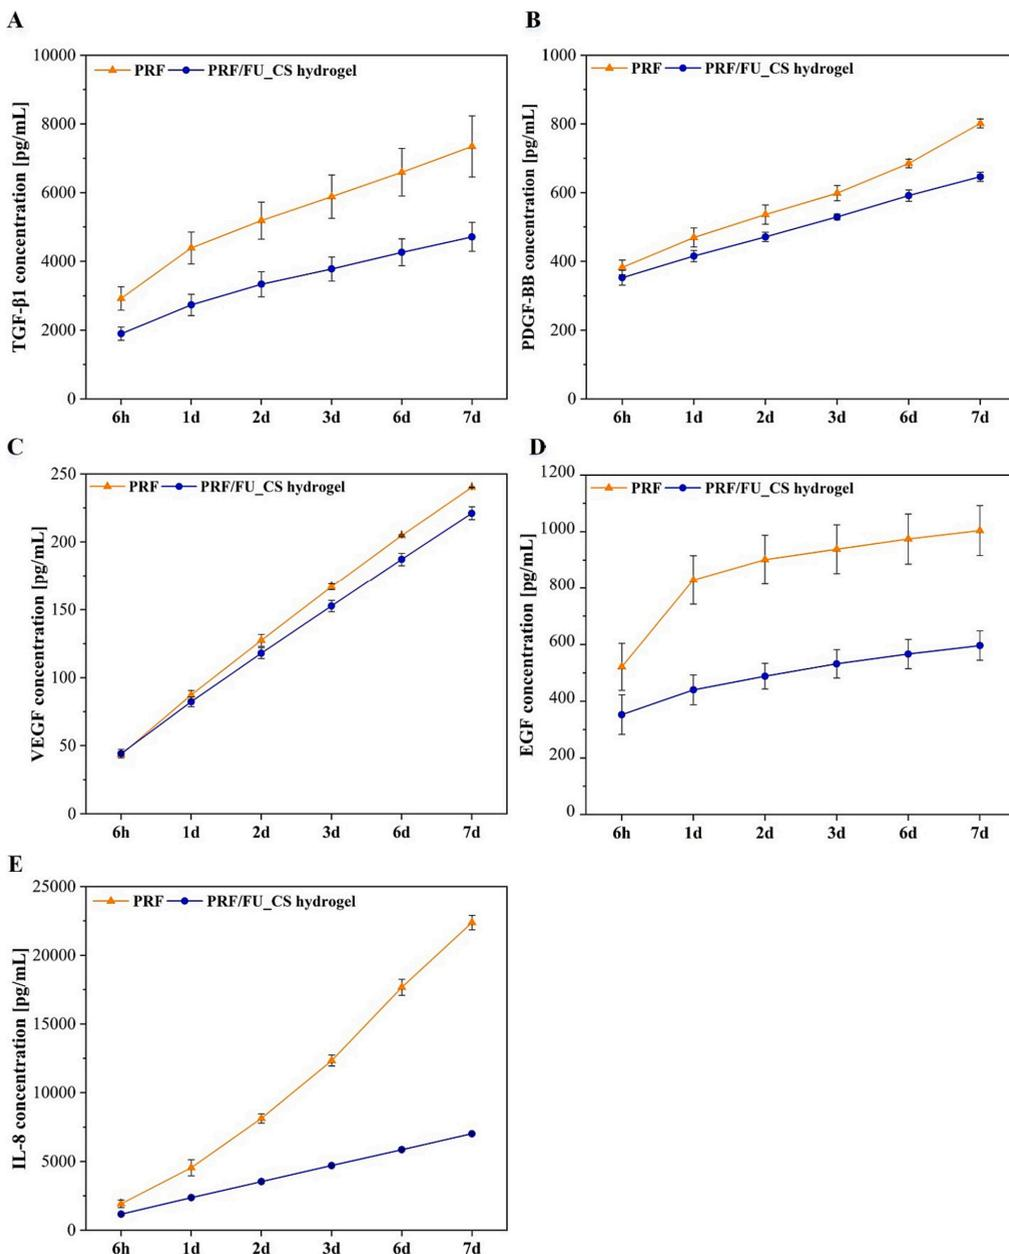 A
PRF PRF/FU_CS hydrogel
TGF-β1 concentration [pg/mL]
10000
8000
6000
4000
2000
0
6h 1d 2d 3d 6d 7d
B
PRF PRF/FU_CS hydrogel
PDGF-BB concentration [pg/mL]
1000
800
600
400
200
0
6h 1d 2d 3d 6d 7d
C
PRF PRF/FU_CS hydrogel
VEGF concentration [pg/mL]
250
200
150
100
50
0
6h 1d 2d 3d 6d 7d
D
PRF PRF/FU_CS hydrogel
EGF concentration [pg/mL]
1200
1000
800
600
400
200
0
6h 1d 2d 3d 6d 7d
E
PRF PRF/FU_CS hydrogel
IL-8 concentration [pg/mL]
25000
20000
15000
10000
5000
0
6h 1d 2d 3d 6d 7d